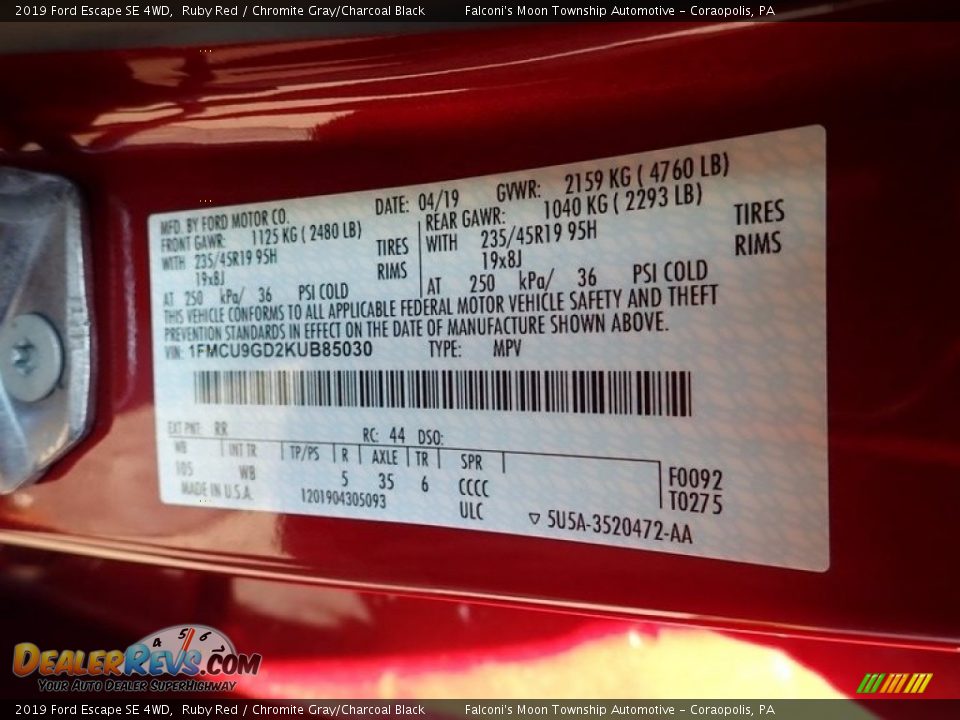 2019 Ford Escape SE 4WD, Ruby Red / Chromite Gray/Charcoal Black Falconi's Moon Township Automotive - Coraopolis, PA
MFD. BY FORD MOTOR CO. DATE: 04/19 GVWR: 2159 KG ( 4760 LB)
FRONT GAWR: 1125 KG ( 2480 LB) REAR GAWR: 1040 KG ( 2293 LB)
WITH 235/45R19 95H TIRES WITH 235/45R19 95H TIRES
19x8J RIMS 19x8J RIMS
AT 250 kPa/ 36 PSI COLD AT 250 kPa/ 36 PSI COLD
THIS VEHICLE CONFORMS TO ALL APPLICABLE FEDERAL MOTOR VEHICLE SAFETY AND THEFT
PREVENTION STANDARDS IN EFFECT ON THE DATE OF MANUFACTURE SHOWN ABOVE.
VIN: 1FMCU9GD2KUB85030 TYPE: MPV
EXT PNT: RR RC: 44 DSO:
WB INT TR TP/PS R AXLE TR SPR
105 WB 5 35 6 CCCC F0092
MADE IN U.S.A. 1201904305093 ULC T0275
▽ 5U5A-3520472-AA
4 5 6
DEALERREVS.COM
YOUR AUTO DEALER SUPERHIGHWAY
2019 Ford Escape SE 4WD, Ruby Red / Chromite Gray/Charcoal Black Falconi's Moon Township Automotive - Coraopolis, PA